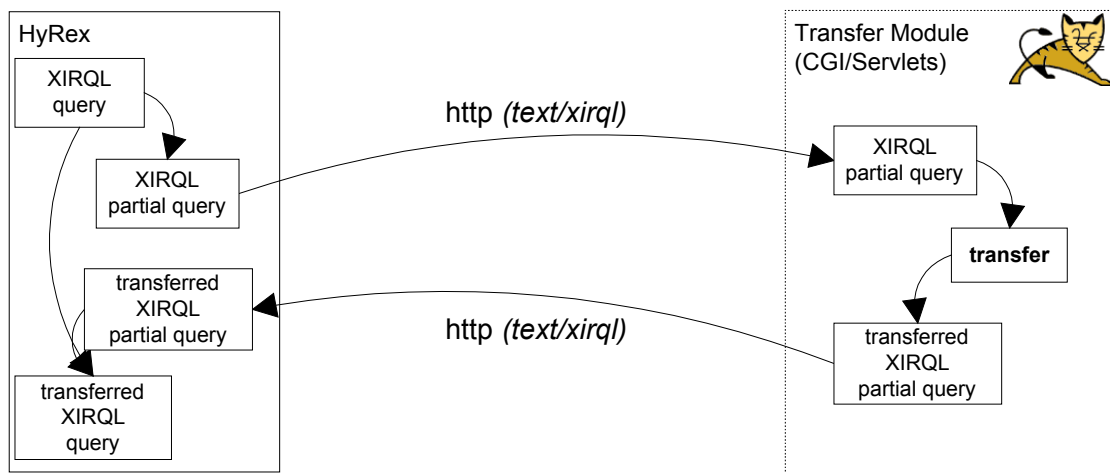 HyRex
XIRQL
query
XIRQL
partial query
transferred
XIRQL
partial query
transferred
XIRQL
query
http (text/xirql)
http (text/xirql)
Transfer Module
(CGI/Servlets)
XIRQL
partial query
transfer
transferred
XIRQL
partial query